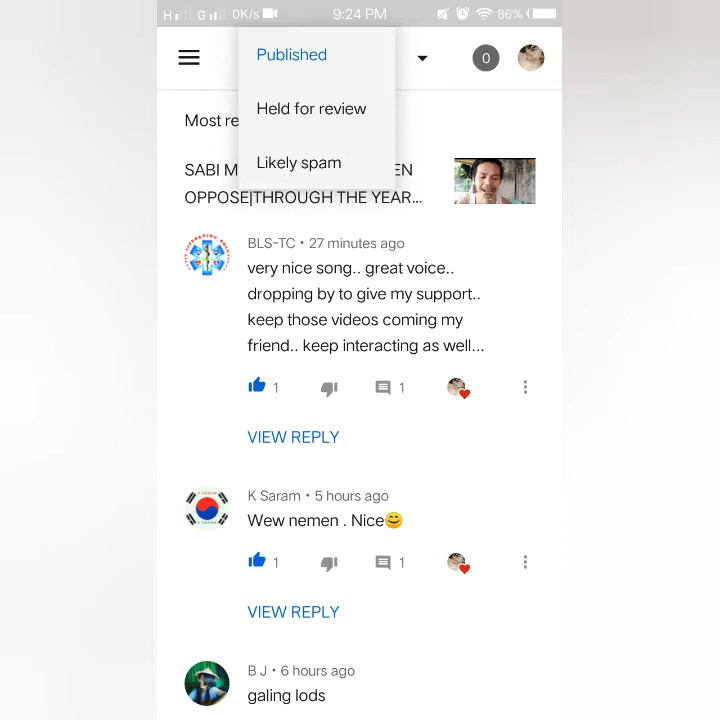 H G 0K/s 9:24 PM 86%
Published
0
Held for review
Most re
Likely spam
SABI M EN
OPPOSE|THROUGH THE YEAR...
BLS-TC • 27 minutes ago
very nice song.. great voice..
dropping by to give my support..
keep those videos coming my
friend.. keep interacting as well...
1 1
VIEW REPLY
K Saram • 5 hours ago
Wew nemen . Nice😊
1 1
VIEW REPLY
B J • 6 hours ago
galing lods